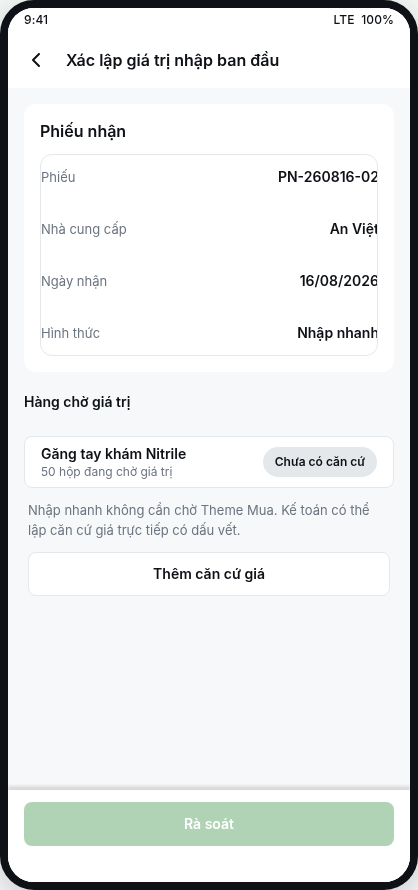 9:41
LTE 100%
Xác lập giá trị nhập ban đầu
Phiếu nhận
Phiếu PN-260816-02
Nhà cung cấp An Việt
Ngày nhận 16/08/2026
Hình thức Nhập nhanh
Hàng chờ giá trị
Găng tay khám Nitrile
50 hộp đang chờ giá trị
Chưa có căn cứ
Nhập nhanh không cần chờ Theme Mua. Kế toán có thể
lập căn cứ giá trực tiếp có dấu vết.
Thêm căn cứ giá
Rà soát